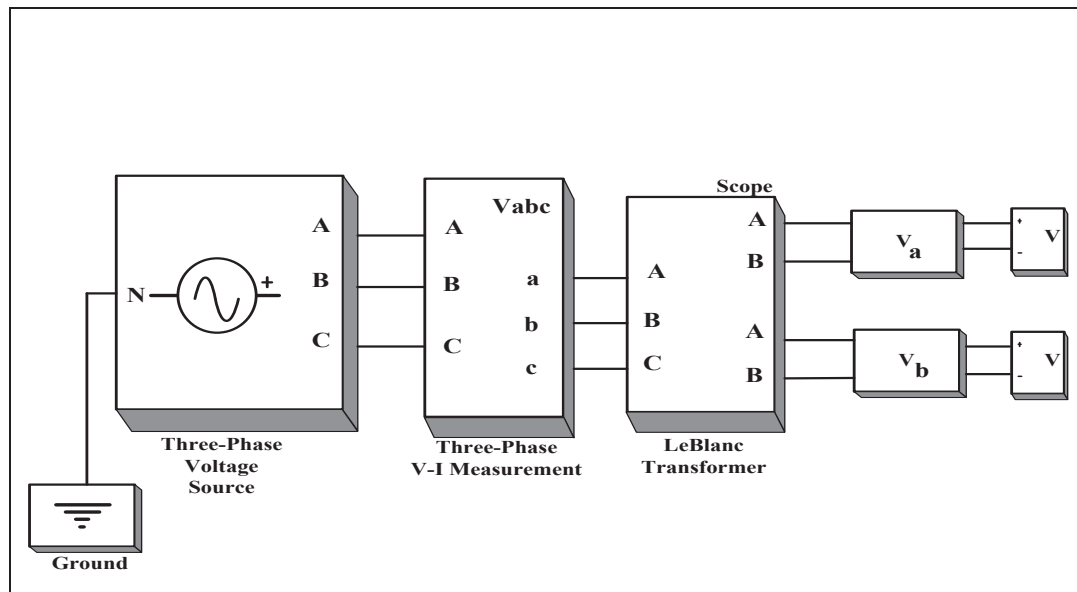 N
+
A
B
C
Three-Phase
Voltage
Source
Ground
Vabc
A
B
C
a
b
c
Three-Phase
V-I Measurement
Scope
A
B
C
A
B
A
B
LeBlanc
Transformer
Va
+
-
V
Vb
+
-
V